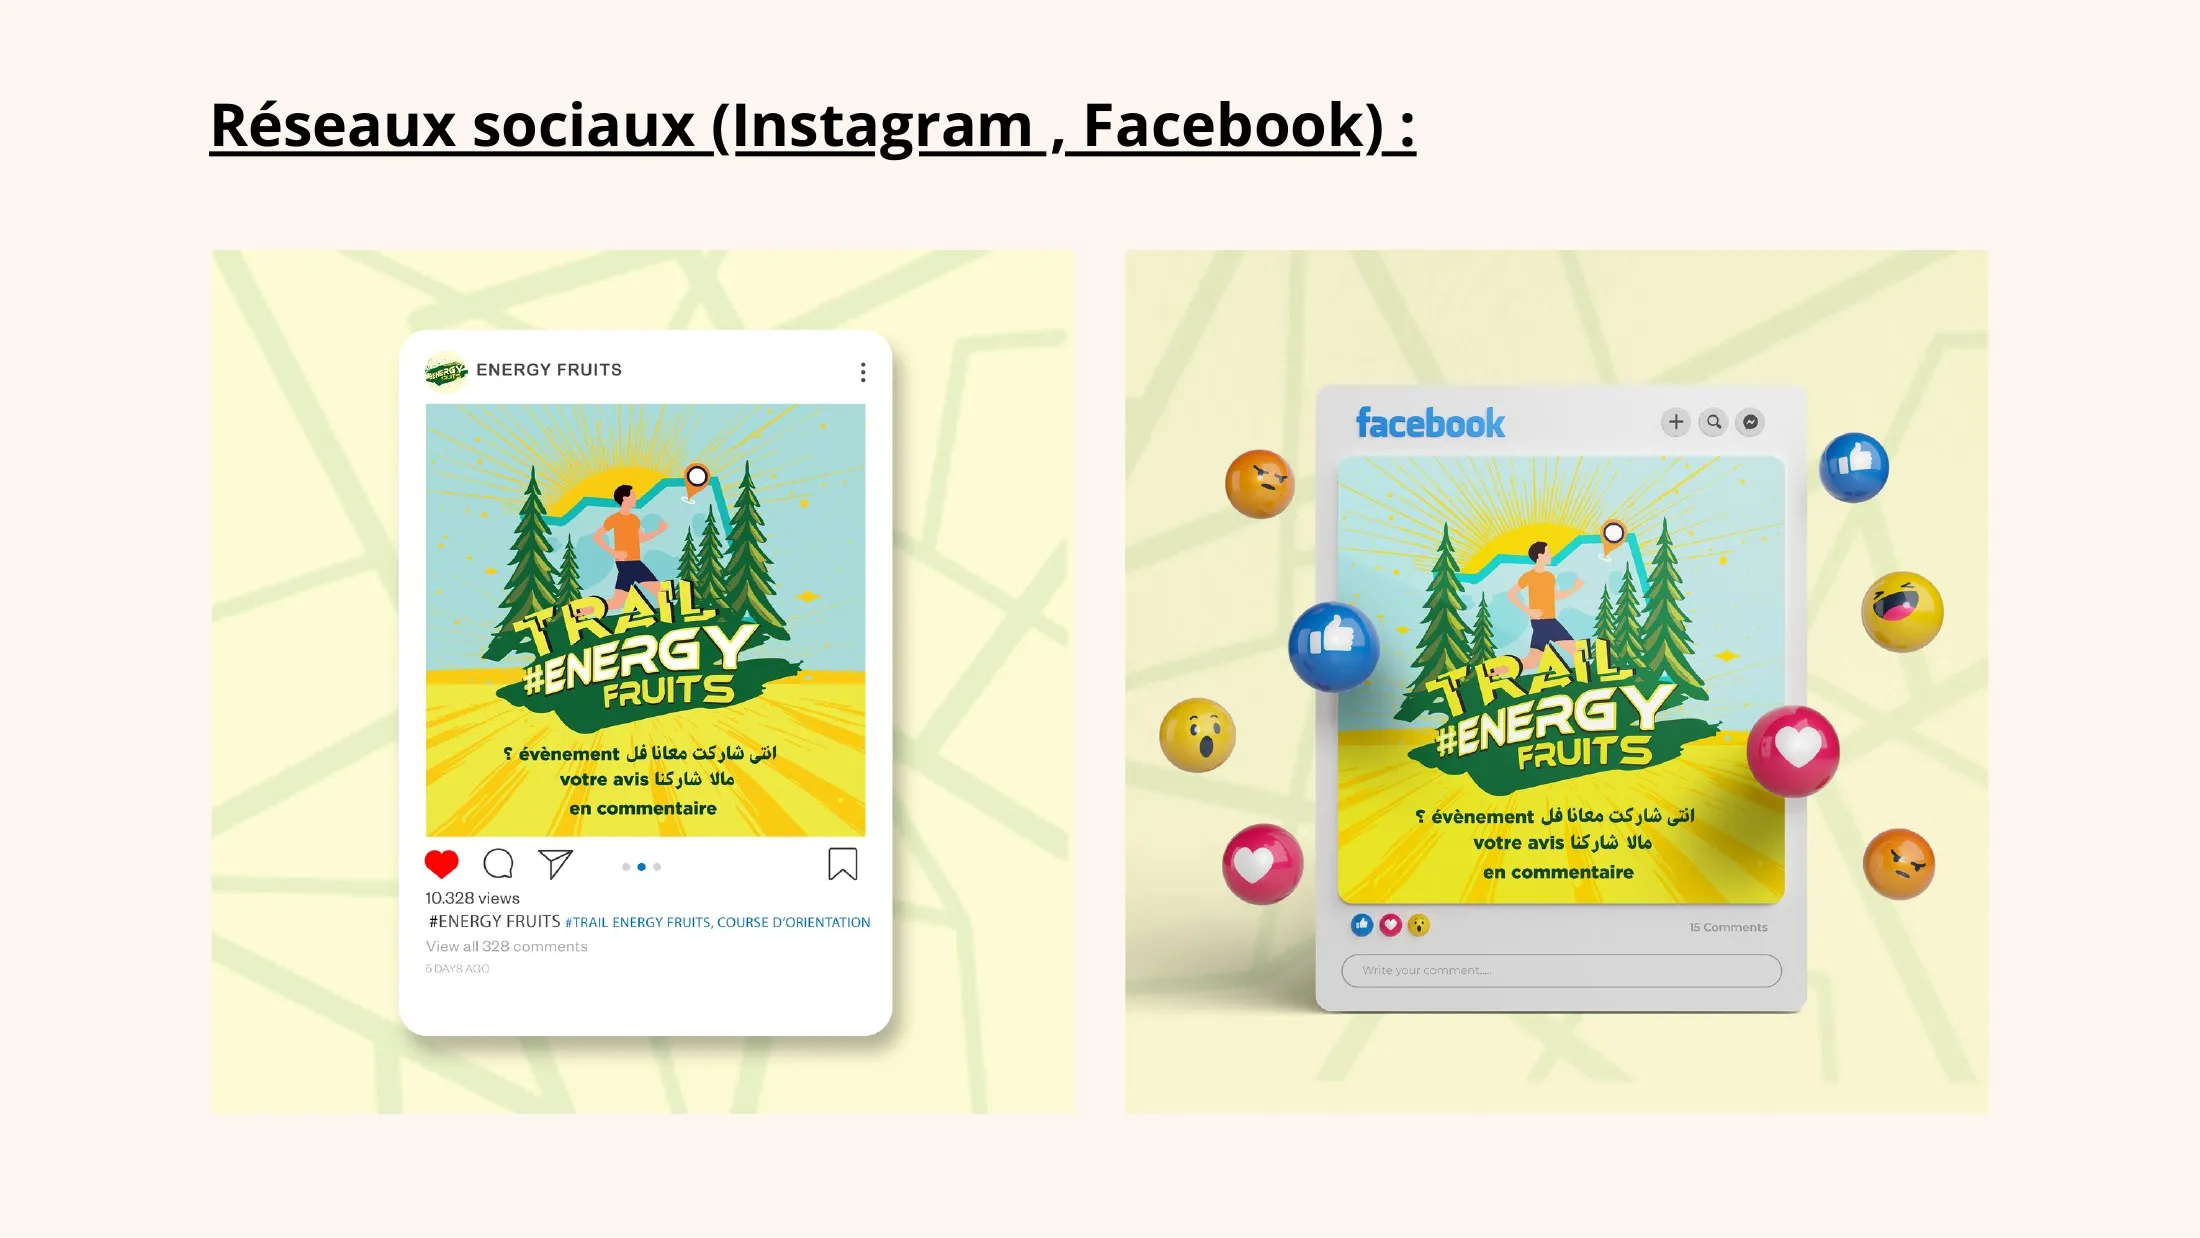 Réseaux sociaux (Instagram , Facebook) :
ENERGY FRUITS
TRAIL
#ENERGY
FRUITS
انتى شاركت معانا فل évènement ؟
مالا شاركنا votre avis
en commentaire
10.328 views
#ENERGY FRUITS #TRAIL ENERGY FRUITS, COURSE D'ORIENTATION
View all 328 comments
5 DAYS AGO
facebook
TRAIL
#ENERGY
FRUITS
انتى شاركت معانا فل évènement ؟
مالا شاركنا votre avis
en commentaire
15 Comments
Write your comment.....